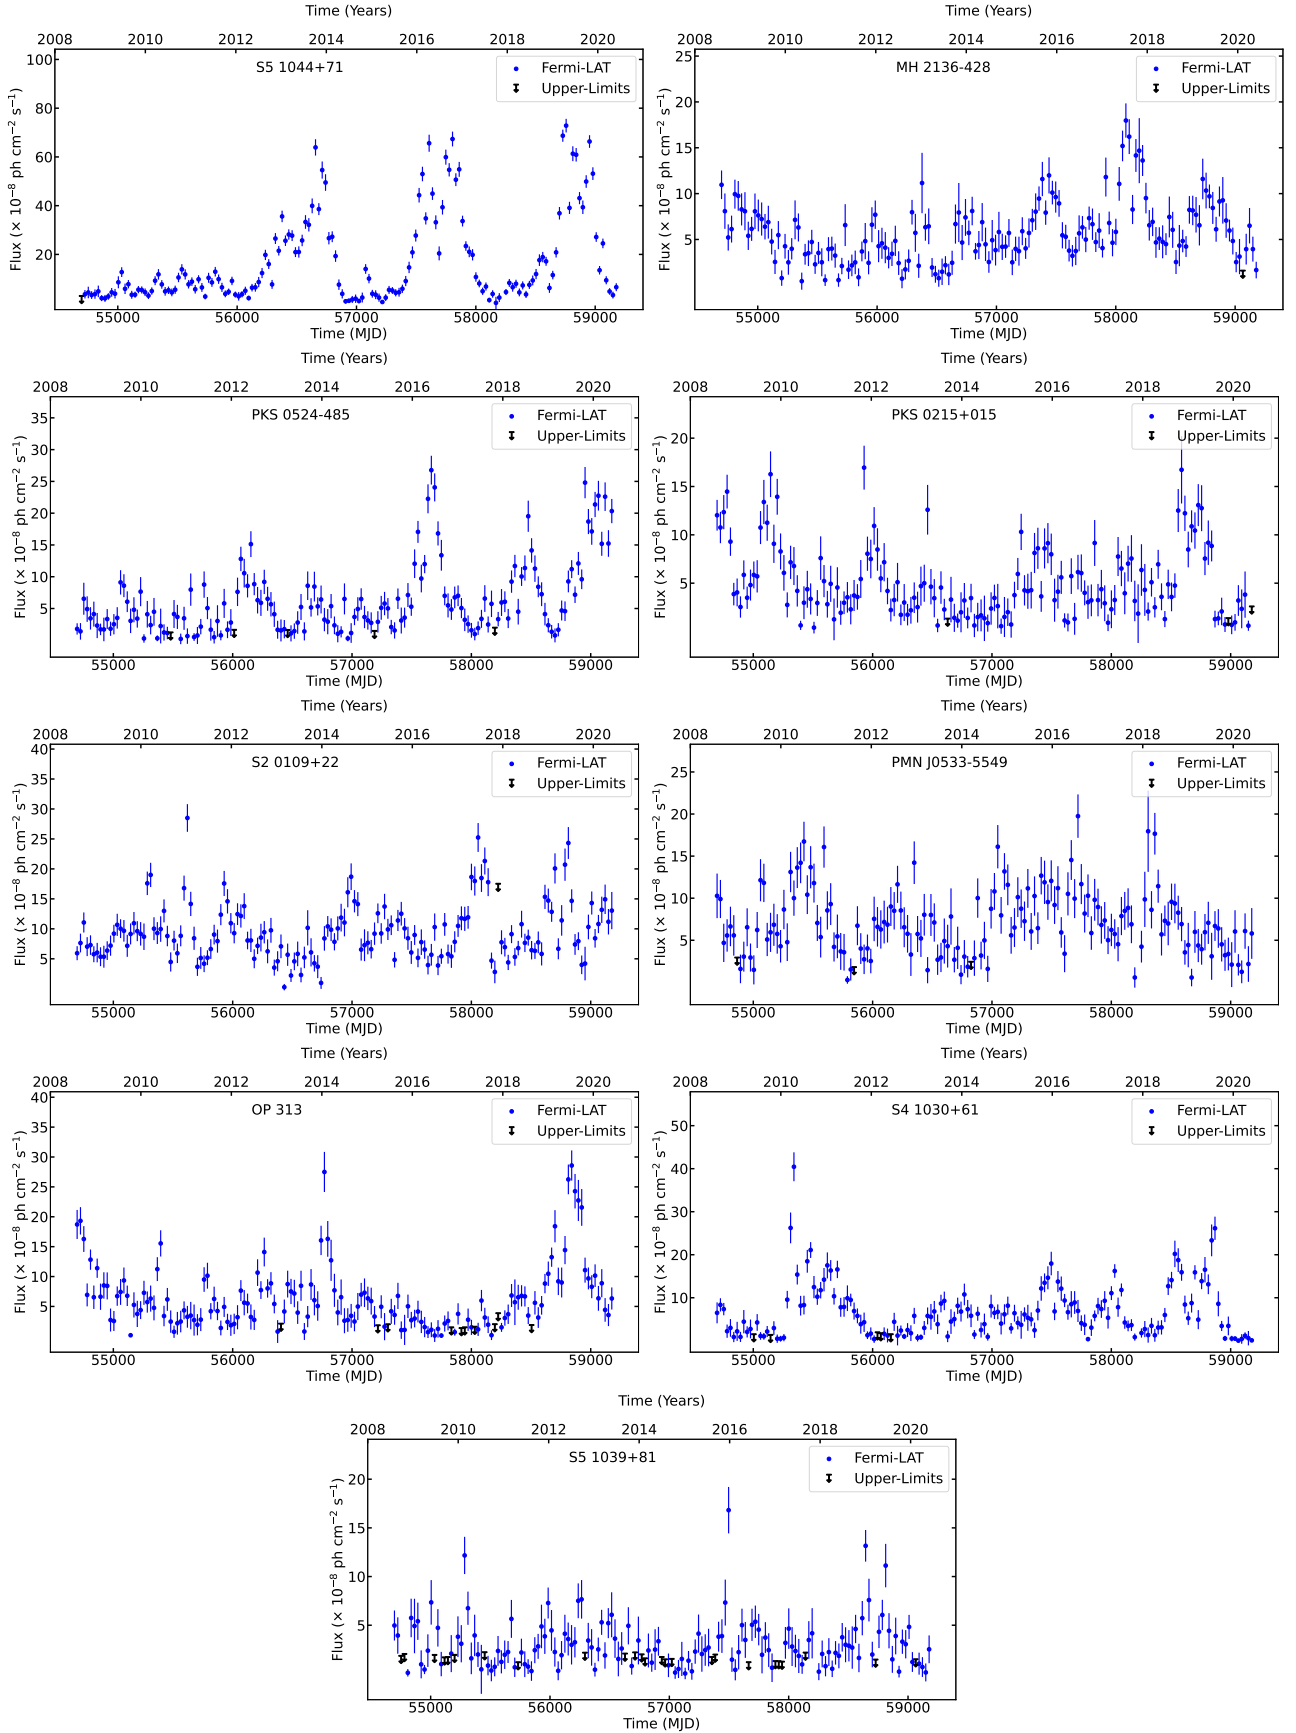 Time (Years)
2008 2010 2012 2014 2016 2018 2020
S5 1044+71
Fermi-LAT
Upper-Limits
Flux (× 10⁻⁸ ph cm⁻² s⁻¹)
100
80
60
40
20
55000 56000 57000 58000 59000
Time (MJD)
Time (Years)
2008 2010 2012 2014 2016 2018 2020
MH 2136-428
Fermi-LAT
Upper-Limits
Flux (× 10⁻⁸ ph cm⁻² s⁻¹)
25
20
15
10
5
55000 56000 57000 58000 59000
Time (MJD)
Time (Years)
2008 2010 2012 2014 2016 2018 2020
PKS 0524-485
Fermi-LAT
Upper-Limits
Flux (× 10⁻⁸ ph cm⁻² s⁻¹)
35
30
25
20
15
10
5
55000 56000 57000 58000 59000
Time (MJD)
Time (Years)
2008 2010 2012 2014 2016 2018 2020
PKS 0215+015
Fermi-LAT
Upper-Limits
Flux (× 10⁻⁸ ph cm⁻² s⁻¹)
20
15
10
5
55000 56000 57000 58000 59000
Time (MJD)
Time (Years)
2008 2010 2012 2014 2016 2018 2020
S2 0109+22
Fermi-LAT
Upper-Limits
Flux (× 10⁻⁸ ph cm⁻² s⁻¹)
40
35
30
25
20
15
10
5
55000 56000 57000 58000 59000
Time (MJD)
Time (Years)
2008 2010 2012 2014 2016 2018 2020
PMN J0533-5549
Fermi-LAT
Upper-Limits
Flux (× 10⁻⁸ ph cm⁻² s⁻¹)
25
20
15
10
5
55000 56000 57000 58000 59000
Time (MJD)
Time (Years)
2008 2010 2012 2014 2016 2018 2020
OP 313
Fermi-LAT
Upper-Limits
Flux (× 10⁻⁸ ph cm⁻² s⁻¹)
40
35
30
25
20
15
10
5
55000 56000 57000 58000 59000
Time (MJD)
Time (Years)
2008 2010 2012 2014 2016 2018 2020
S4 1030+61
Fermi-LAT
Upper-Limits
Flux (× 10⁻⁸ ph cm⁻² s⁻¹)
50
40
30
20
10
55000 56000 57000 58000 59000
Time (MJD)
Time (Years)
2008 2010 2012 2014 2016 2018 2020
S5 1039+81
Fermi-LAT
Upper-Limits
Flux (× 10⁻⁸ ph cm⁻² s⁻¹)
20
15
10
5
55000 56000 57000 58000 59000
Time (MJD)